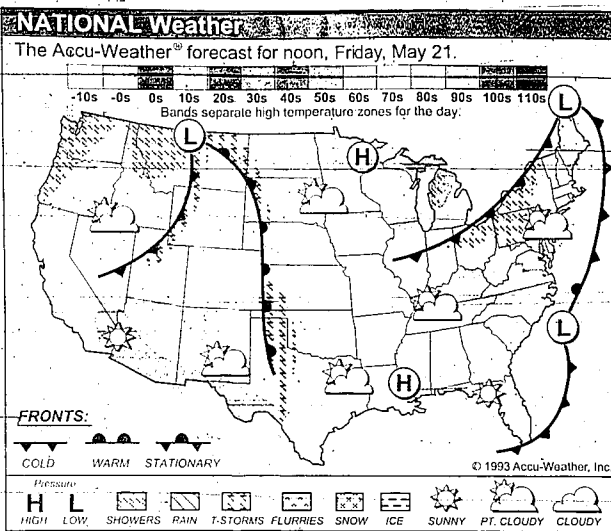 NATIONAL Weather
The Accu-Weather® forecast for noon, Friday, May 21.
-10s -0s 0s 10s 20s 30s 40s 50s 60s 70s 80s 90s 100s 110s
Bands separate high temperature zones for the day.
L
L
H
L
H
FRONTS:
COLD WARM STATIONARY
© 1993 Accu-Weather, Inc.
Pressure
H L
HIGH LOW SHOWERS RAIN T-STORMS FLURRIES SNOW ICE SUNNY PT. CLOUDY CLOUDY